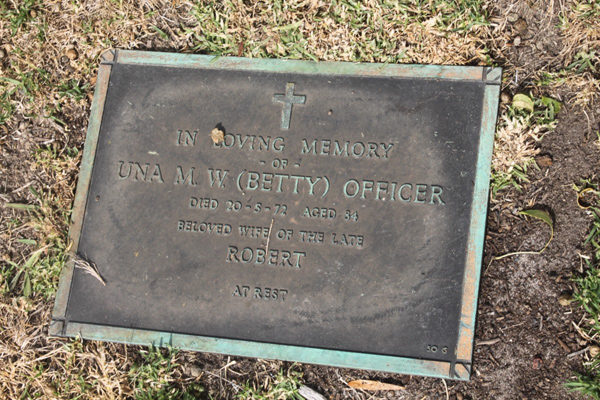 IN LOVING MEMORY
- OF -
UNA M. W. (BETTY) OFFICER
DIED 20-8-72 AGED 84
BELOVED WIFE OF THE LATE
ROBERT
AT REST